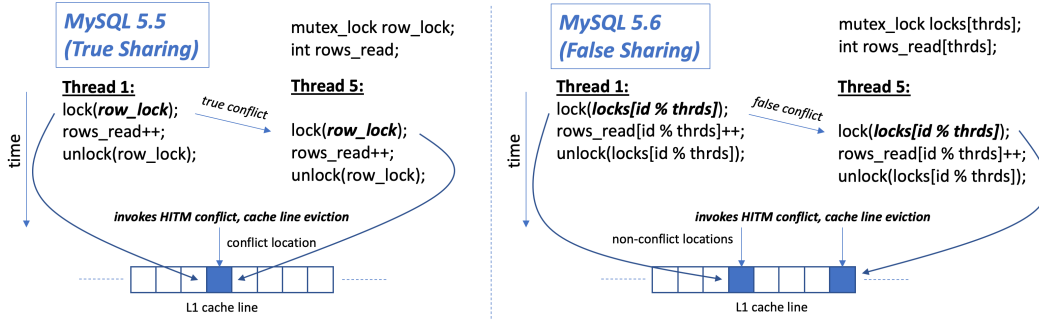 MySQL 5.5
(True Sharing)
mutex_lock row_lock;
int rows_read;
Thread 1:
lock(row_lock);
rows_read++;
unlock(row_lock);
true conflict
Thread 5:
lock(row_lock);
rows_read++;
unlock(row_lock);
time
invokes HITM conflict, cache line eviction
conflict location
L1 cache line
MySQL 5.6
(False Sharing)
mutex_lock locks[thrds];
int rows_read[thrds];
Thread 1:
lock(locks[id % thrds]);
rows_read[id % thrds]++;
unlock(locks[id % thrds]);
false conflict
Thread 5:
lock(locks[id % thrds]);
rows_read[id % thrds]++;
unlock(locks[id % thrds]);
time
invokes HITM conflict, cache line eviction
non-conflict locations
L1 cache line